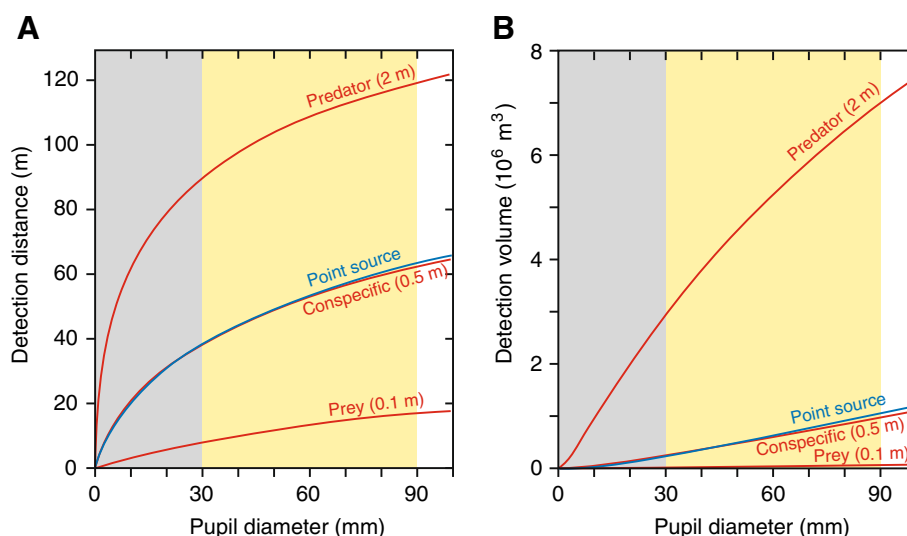 A
Detection distance (m)
120
100
80
60
40
20
0
0
30
60
90
Pupil diameter (mm)
Predator (2 m)
Point source
Conspecific (0.5 m)
Prey (0.1 m)
B
Detection volume (10⁶ m³)
8
6
4
2
0
0
30
60
90
Pupil diameter (mm)
Predator (2 m)
Point source
Conspecific (0.5 m)
Prey (0.1 m)